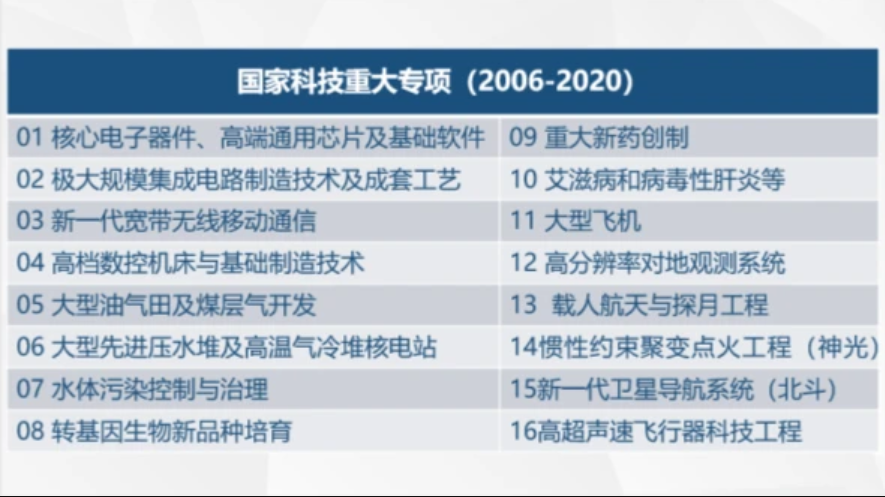 国家科技重大专项（2006-2020）
01 核心电子器件、高端通用芯片及基础软件
02 极大规模集成电路制造技术及成套工艺
03 新一代宽带无线移动通信
04 高档数控机床与基础制造技术
05 大型油气田及煤层气开发
06 大型先进压水堆及高温气冷堆核电站
07 水体污染控制与治理
08 转基因生物新品种培育
09 重大新药创制
10 艾滋病和病毒性肝炎等
11 大型飞机
12 高分辨率对地观测系统
13 载人航天与探月工程
14惯性约束聚变点火工程（神光）
15新一代卫星导航系统（北斗）
16高超声速飞行器科技工程